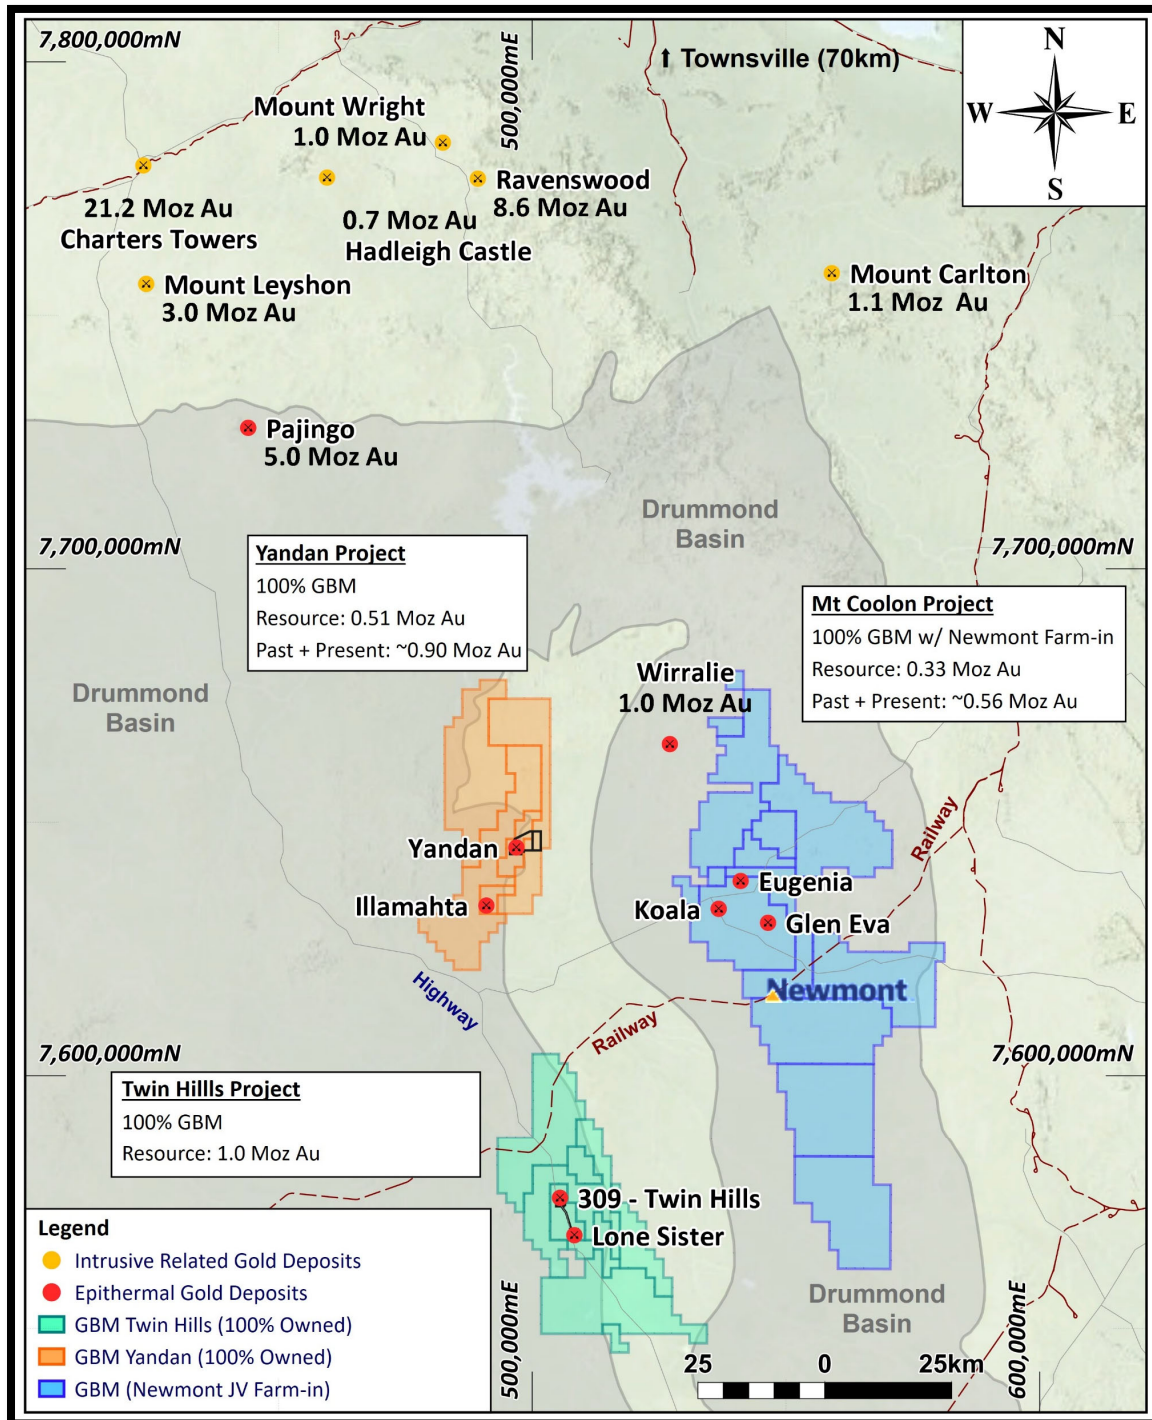 7,800,000mN
500,000mE
Townsville (70km)
N
W
E
S
Mount Wright
1.0 Moz Au
Ravenswood
8.6 Moz Au
21.2 Moz Au
Charters Towers
0.7 Moz Au
Hadleigh Castle
Mount Leyshon
3.0 Moz Au
Mount Carlton
1.1 Moz Au
Pajingo
5.0 Moz Au
Drummond
Basin
7,700,000mN
7,700,000mN
Yandan Project
100% GBM
Resource: 0.51 Moz Au
Past + Present: ~0.90 Moz Au
Mt Coolon Project
100% GBM w/ Newmont Farm-in
Resource: 0.33 Moz Au
Past + Present: ~0.56 Moz Au
Drummond
Basin
Wirralie
1.0 Moz Au
Railway
Yandan
Illamahta
Eugenia
Koala
Glen Eva
Highway
Newmont
Railway
7,600,000mN
7,600,000mN
Twin Hillls Project
100% GBM
Resource: 1.0 Moz Au
309 - Twin Hills
Lone Sister
Legend
Intrusive Related Gold Deposits
Epithermal Gold Deposits
GBM Twin Hills (100% Owned)
GBM Yandan (100% Owned)
GBM (Newmont JV Farm-in)
500,000mE
Drummond
Basin
600,000mE
25 0 25km